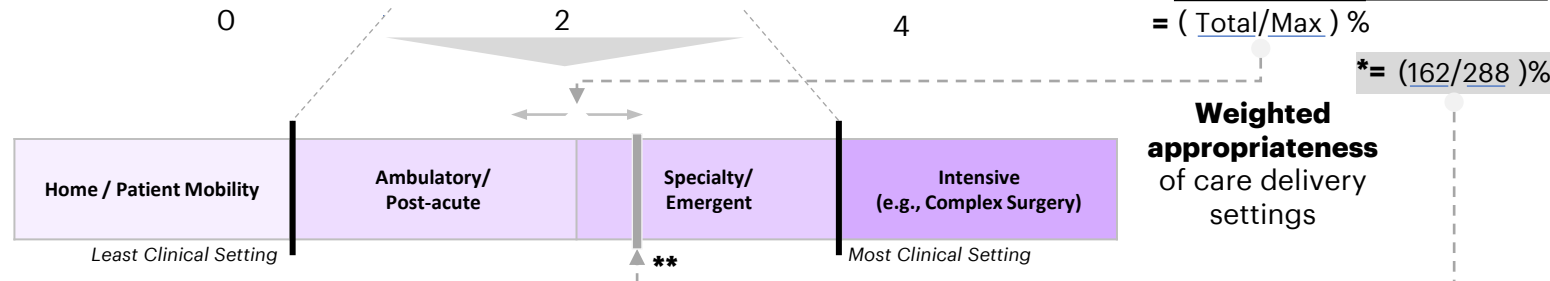 0
2
4
= ( Total/Max ) %
*= (162/288 )%
Weighted
appropriateness
of care delivery
settings
Home / Patient Mobility
Ambulatory/
Post-acute
Specialty/
Emergent
Intensive
(e.g., Complex Surgery)
Least Clinical Setting
**
Most Clinical Setting